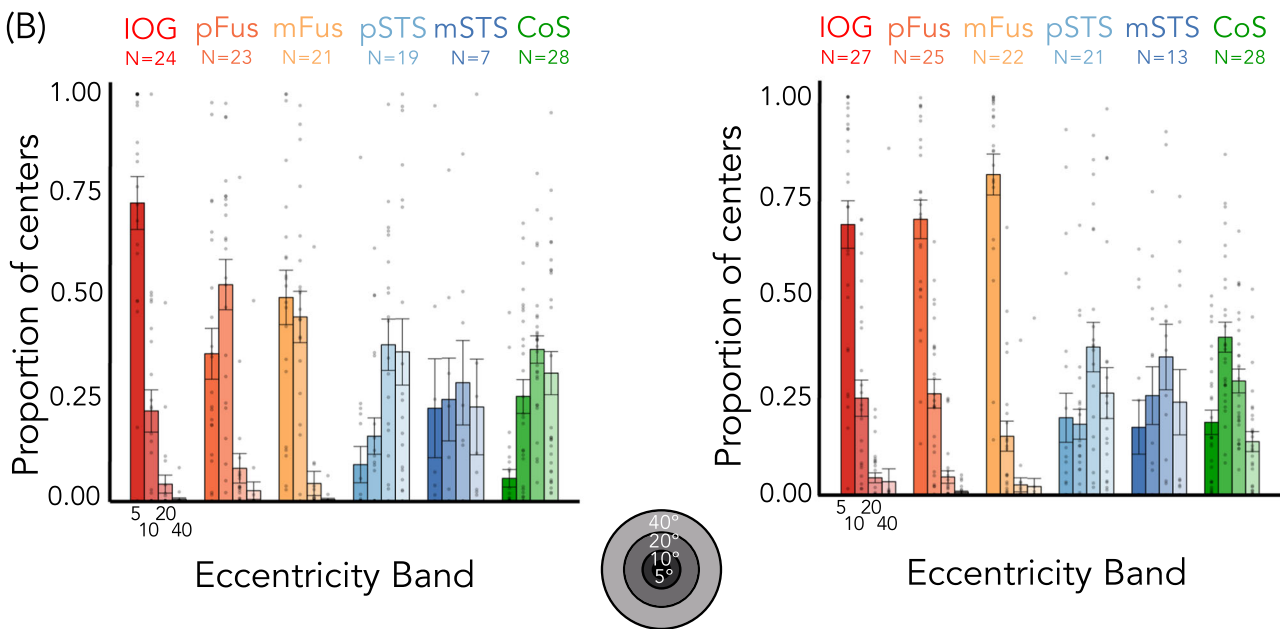 (B)
IOG pFus mFus pSTS mSTS CoS
N=24 N=23 N=21 N=19 N=7 N=28
Proportion of centers
1.00
0.75
0.50
0.25
0.00
5 20
10 40
Eccentricity Band
40°
20°
10°
5°
IOG pFus mFus pSTS mSTS CoS
N=27 N=25 N=22 N=21 N=13 N=28
Proportion of centers
1.00
0.75
0.50
0.25
0.00
5 20
10 40
Eccentricity Band